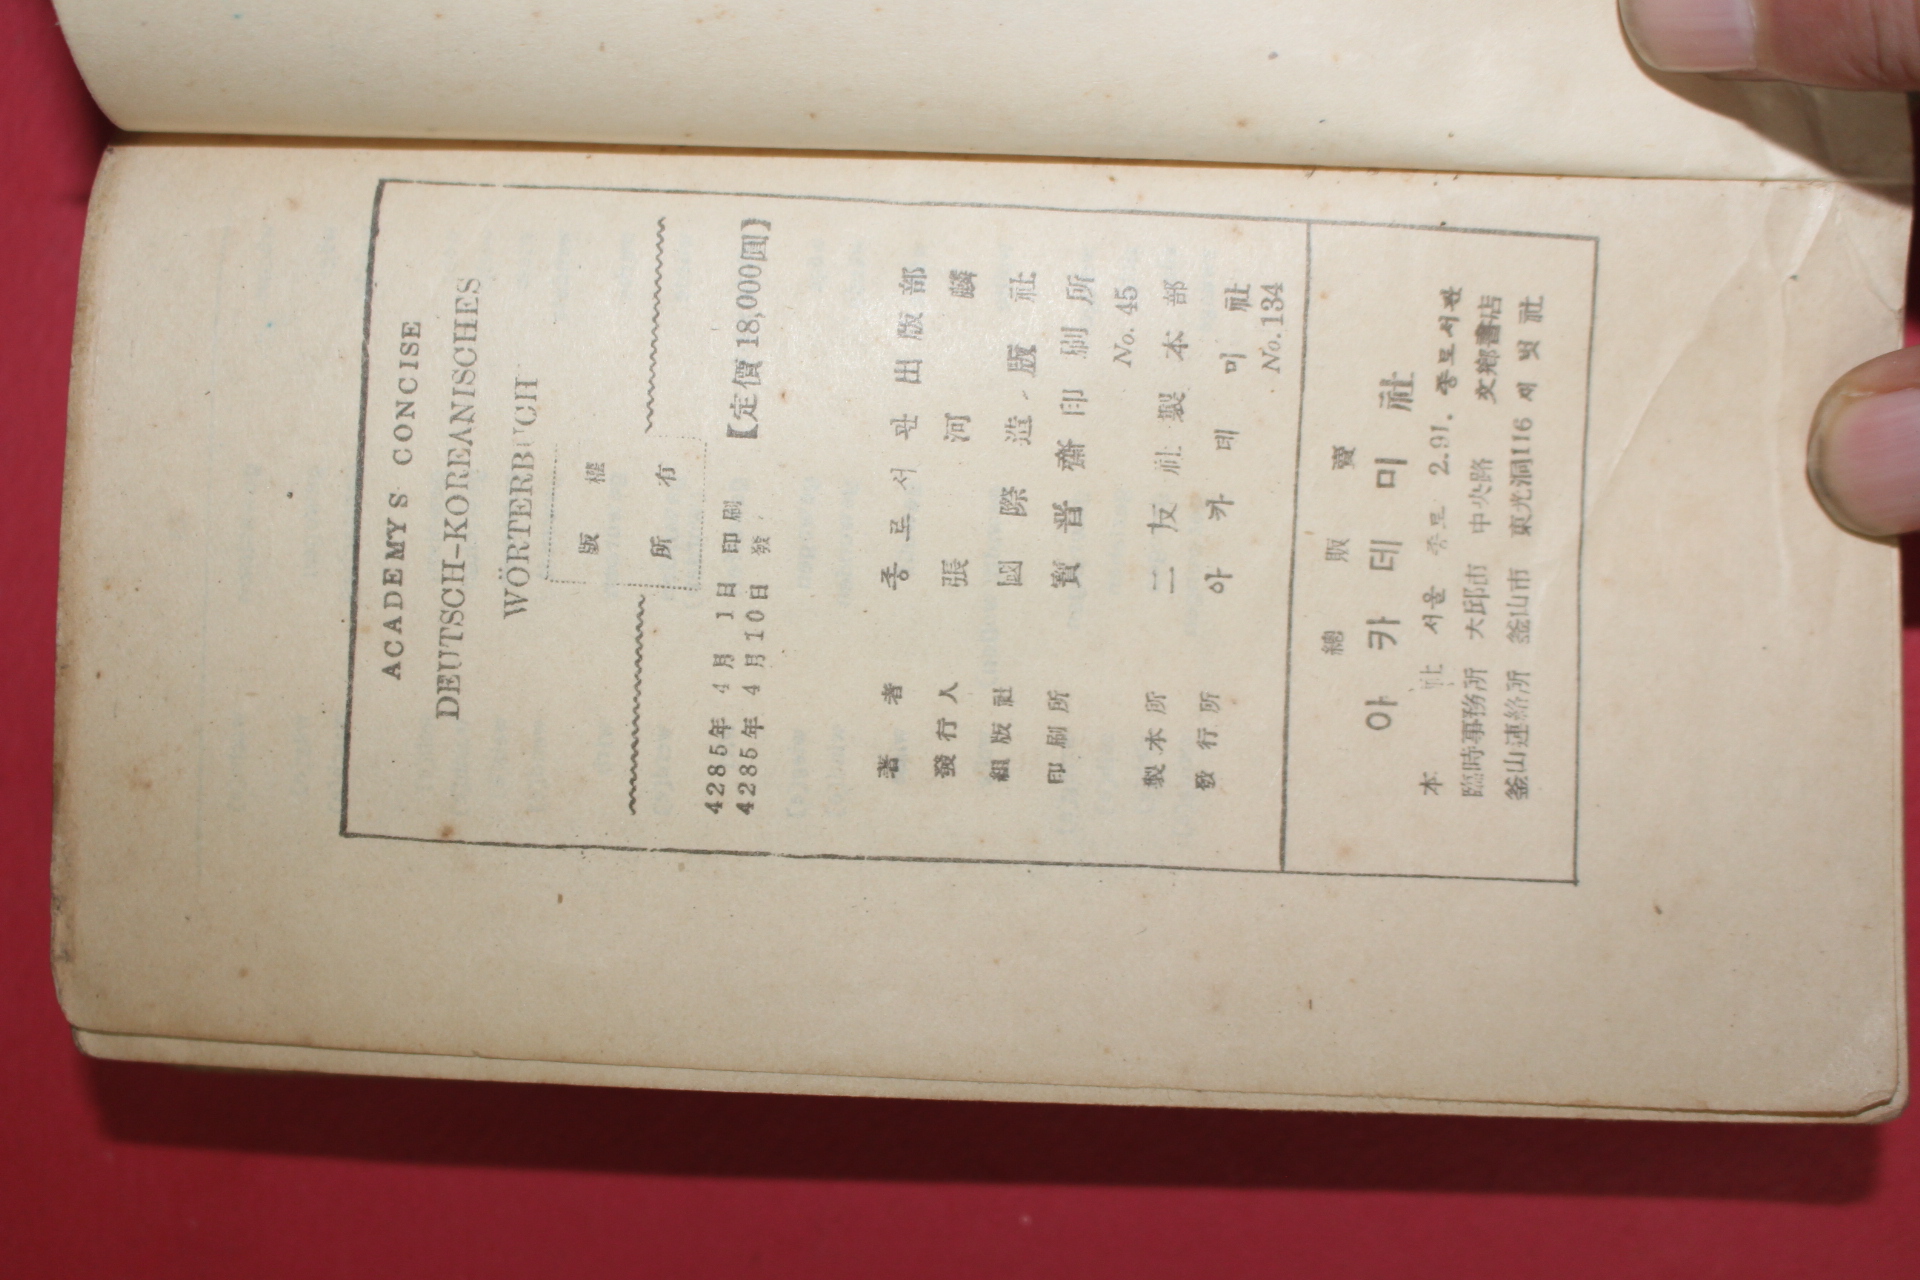 ACADEMY'S CONCISE
DEUTSCH-KOREANISCHES
WÖRTERBUCH
版權
所有
4285年 4月 1日 印刷
4285年 4月 10日 發
【定價 18,000圓】
著者 종로서관出版部
發行人 張河麟
組版社 國際造版社
印刷所 寶晋齋印刷所
No. 45
製本所 二友社製本部
發行所 아카데미社
No. 134
總販賣
아카데미社
本社 서울 종로 2.91. 종로서관
臨時事務所 大邱市 中央路 文鄕書店
釜山連絡所 釜山市 東光洞116 새벗社